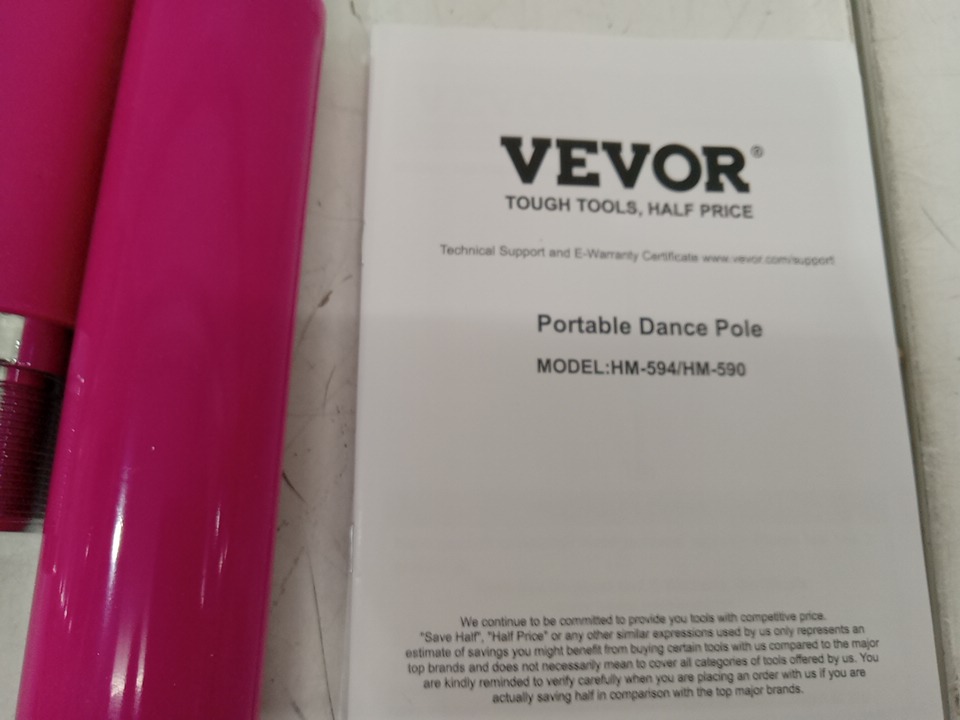 VEVOR®
TOUGH TOOLS, HALF PRICE
Technical Support and E-Warranty Certificate www.vevor.com/support
Portable Dance Pole
MODEL:HM-594/HM-590
We continue to be committed to provide you tools with competitive price.
"Save Half", "Half Price" or any other similar expressions used by us only represents an
estimate of savings you might benefit from buying certain tools with us compared to the major
top brands and does not necessarily mean to cover all categories of tools offered by us. You
are kindly reminded to verify carefully when you are placing an order with us if you are
actually saving half in comparison with the top major brands.